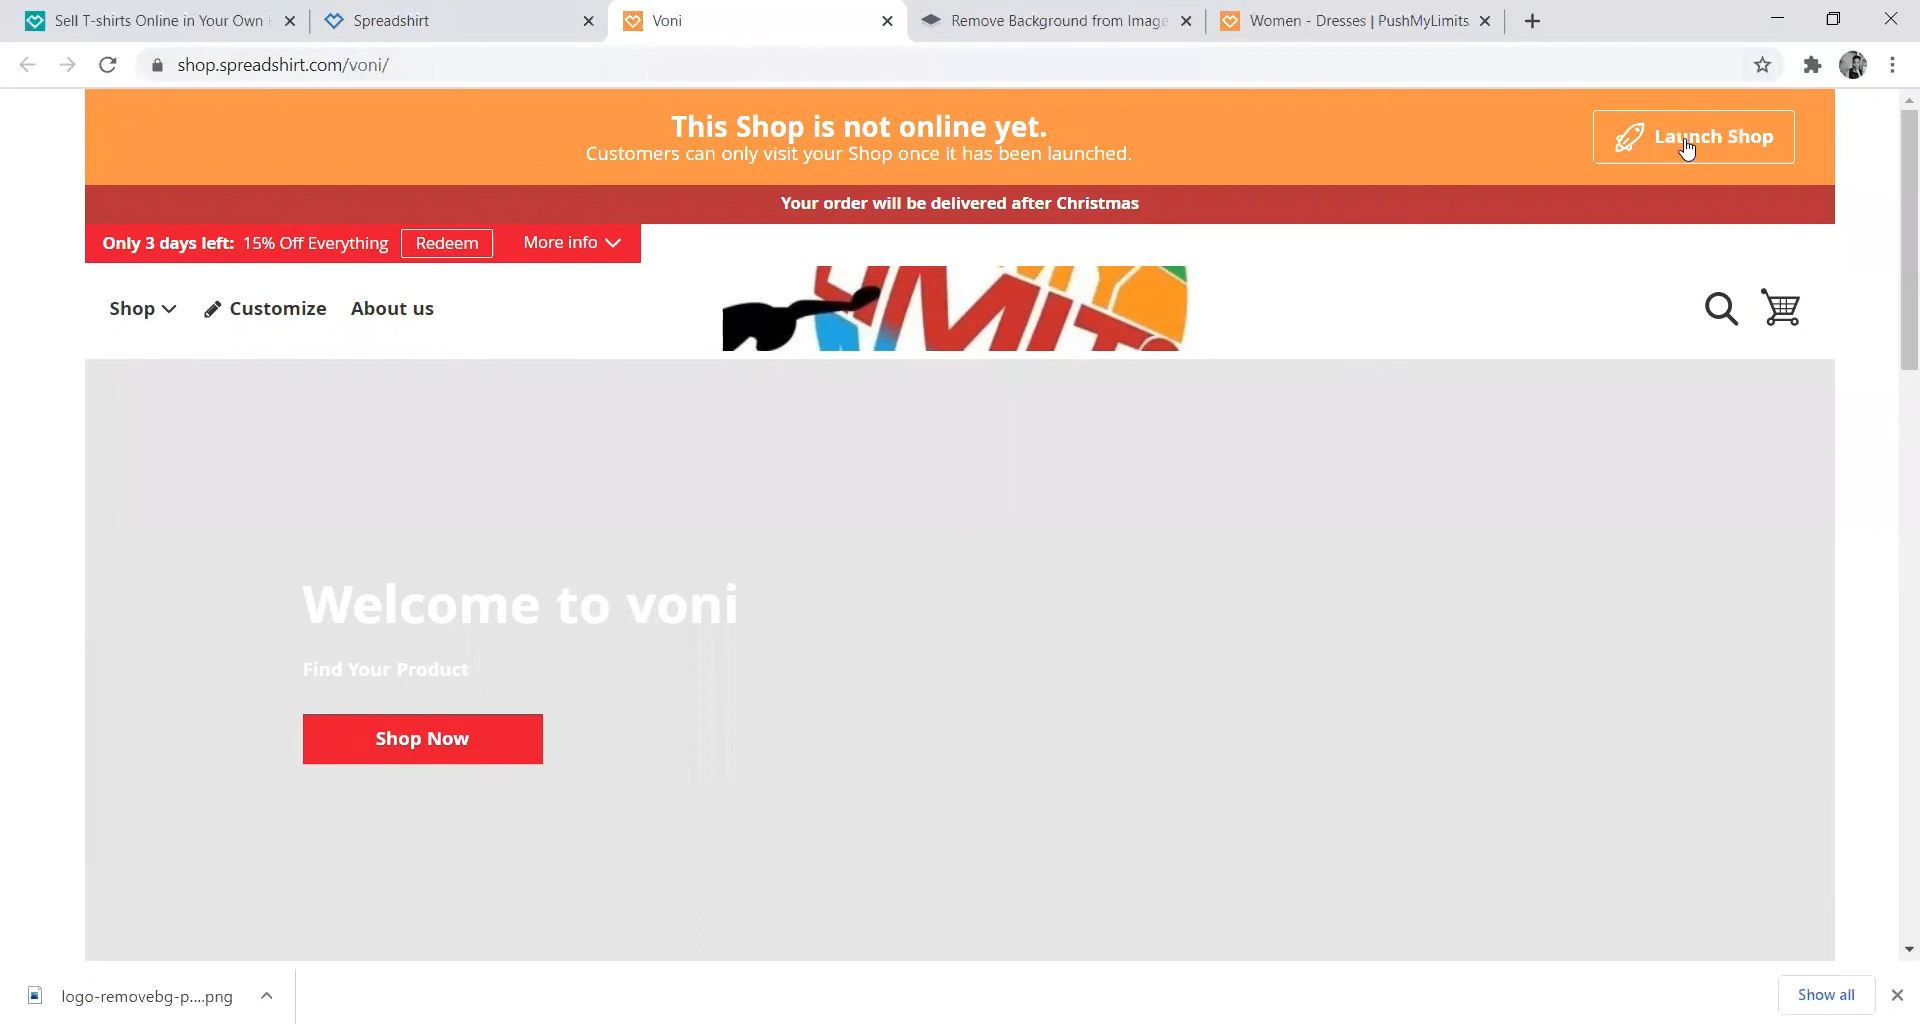 Sell T-shirts Online in Your Own
Spreadshirt
Voni
Remove Background from Image
Women - Dresses | PushMyLimits
shop.spreadshirt.com/voni/
This Shop is not online yet.
Customers can only visit your Shop once it has been launched.
Launch Shop
Your order will be delivered after Christmas
Only 3 days left: 15% Off Everything
Redeem
More info
Shop
Customize
About us
Welcome to voni
Find Your Product
Shop Now
logo-removebg-p....png
Show all